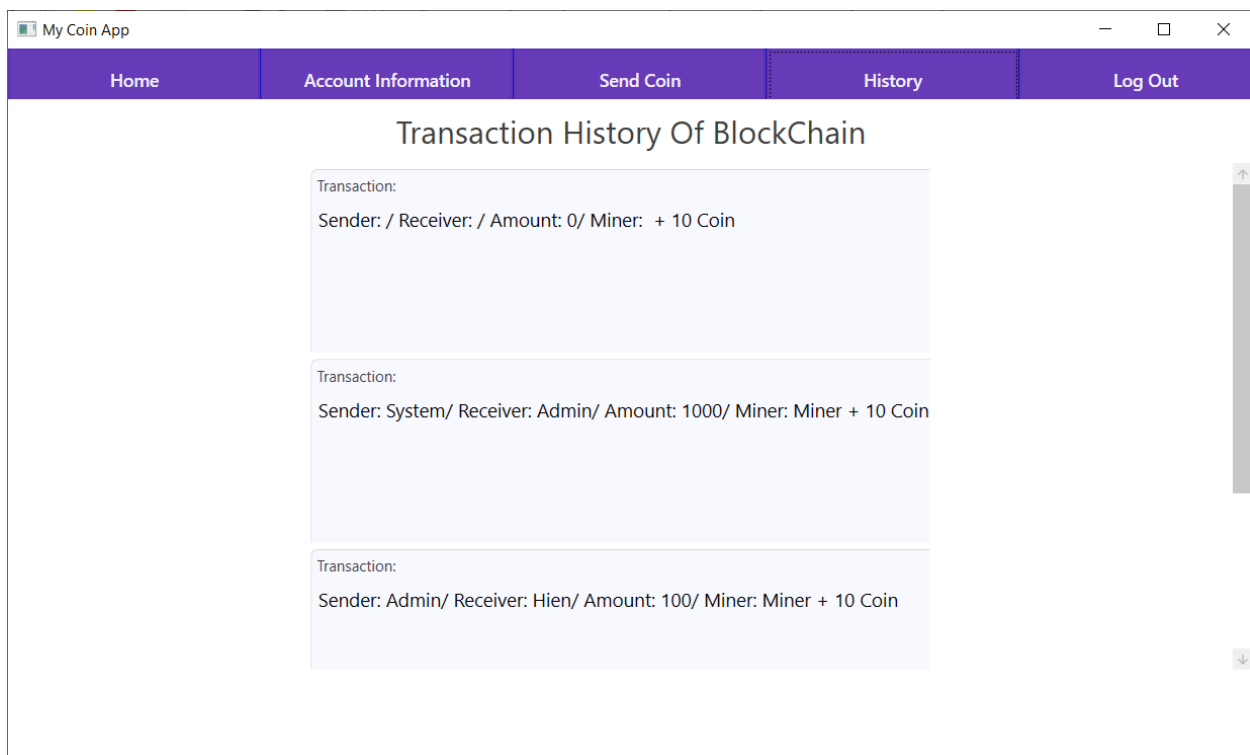 My Coin App
Home Account Information Send Coin History Log Out
Transaction History Of BlockChain
Transaction:
Sender: / Receiver: / Amount: 0/ Miner:  + 10 Coin
Transaction:
Sender: System/ Receiver: Admin/ Amount: 1000/ Miner: Miner + 10 Coin
Transaction:
Sender: Admin/ Receiver: Hien/ Amount: 100/ Miner: Miner + 10 Coin